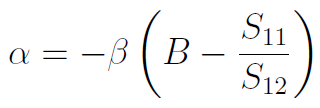 α = −β ( B − S₁₁ / S₁₂ )